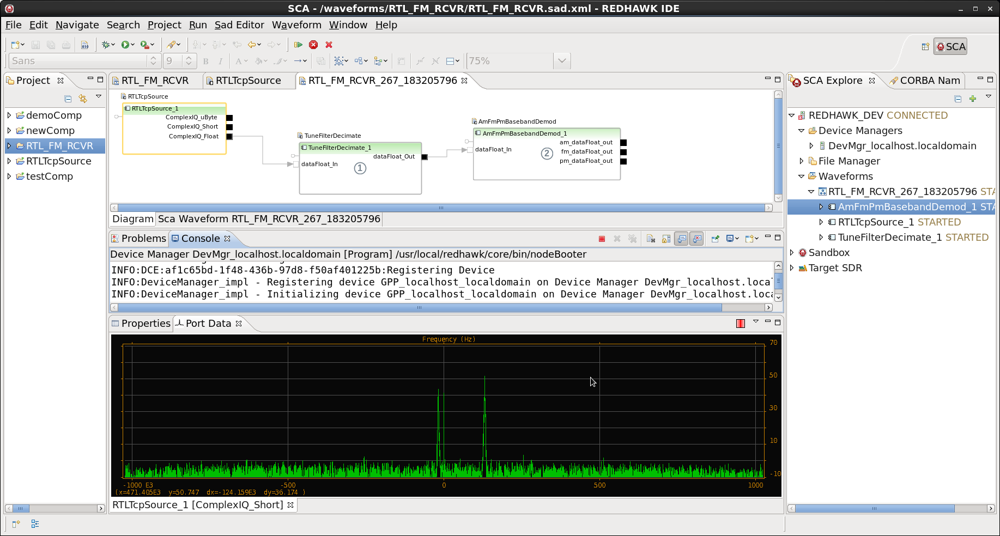 SCA - /waveforms/RTL_FM_RCVR/RTL_FM_RCVR.sad.xml - REDHAWK IDE
File Edit Navigate Search Project Run Sad Editor Waveform Window Help
010
SCA
Sans 9 B I A 75%
Project
demoComp
newComp
RTL_FM_RCVR
RTLTcpSource
testComp
RTL_FM_RCVR RTLTcpSource RTL_FM_RCVR_267_183205796
RTLTcpSource
RTLTcpSource_1
ComplexIQ_uByte
ComplexIQ_Short
ComplexIQ_Float
TuneFilterDecimate
TuneFilterDecimate_1
dataFloat_Out
dataFloat_In
1
AmFmPmBasebandDemod
AmFmPmBasebandDemod_1
am_dataFloat_out
dataFloat_In
2
fm_dataFloat_out
pm_dataFloat_out
Diagram Sca Waveform RTL_FM_RCVR_267_183205796
Problems Console
Device Manager DevMgr_localhost.localdomain [Program] /usr/local/redhawk/core/bin/nodeBooter
INFO:DCE:af1c65bd-1f48-436b-97d8-f50af401225b:Registering Device
INFO:DeviceManager_impl - Registering device GPP_localhost_localdomain on Device Manager DevMgr_localhost.local
INFO:DeviceManager_impl - Initializing device GPP_localhost_localdomain on Device Manager DevMgr_localhost.loca
Properties Port Data
Frequency (Hz)
70
50
30
10
-10
-1000 E3 -500 0 500 1000
(x=471.405E3 y=50.747 dx=-124.159E3 dy=36.174 )
RTLTcpSource_1 [ComplexIQ_Short]
SCA Explore CORBA Nam
REDHAWK_DEV CONNECTED
Device Managers
DevMgr_localhost.localdomain
File Manager
Waveforms
RTL_FM_RCVR_267_183205796 STA
AmFmPmBasebandDemod_1 STA
RTLTcpSource_1 STARTED
TuneFilterDecimate_1 STARTED
Sandbox
Target SDR